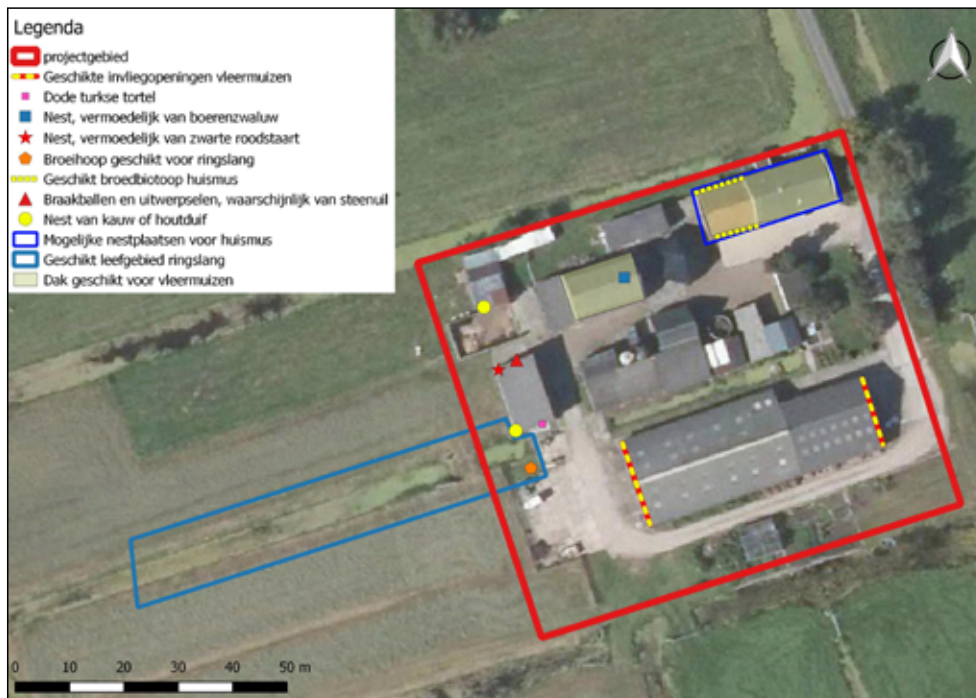 Legenda
projectgebied
Geschikte invliegopeningen vleermuizen
Dode turkse tortel
Nest, vermoedelijk van boerenzwaluw
Nest, vermoedelijk van zwarte roodstaart
Broeihoop geschikt voor ringslang
Geschikt broedbiotoop huismus
Braakballen en uitwerpselen, waarschijnlijk van steenuil
Nest van kauw of houtduif
Mogelijke nestplaatsen voor huismus
Geschikt leefgebied ringslang
Dak geschikt voor vleermuizen
0 10 20 30 40 50 m